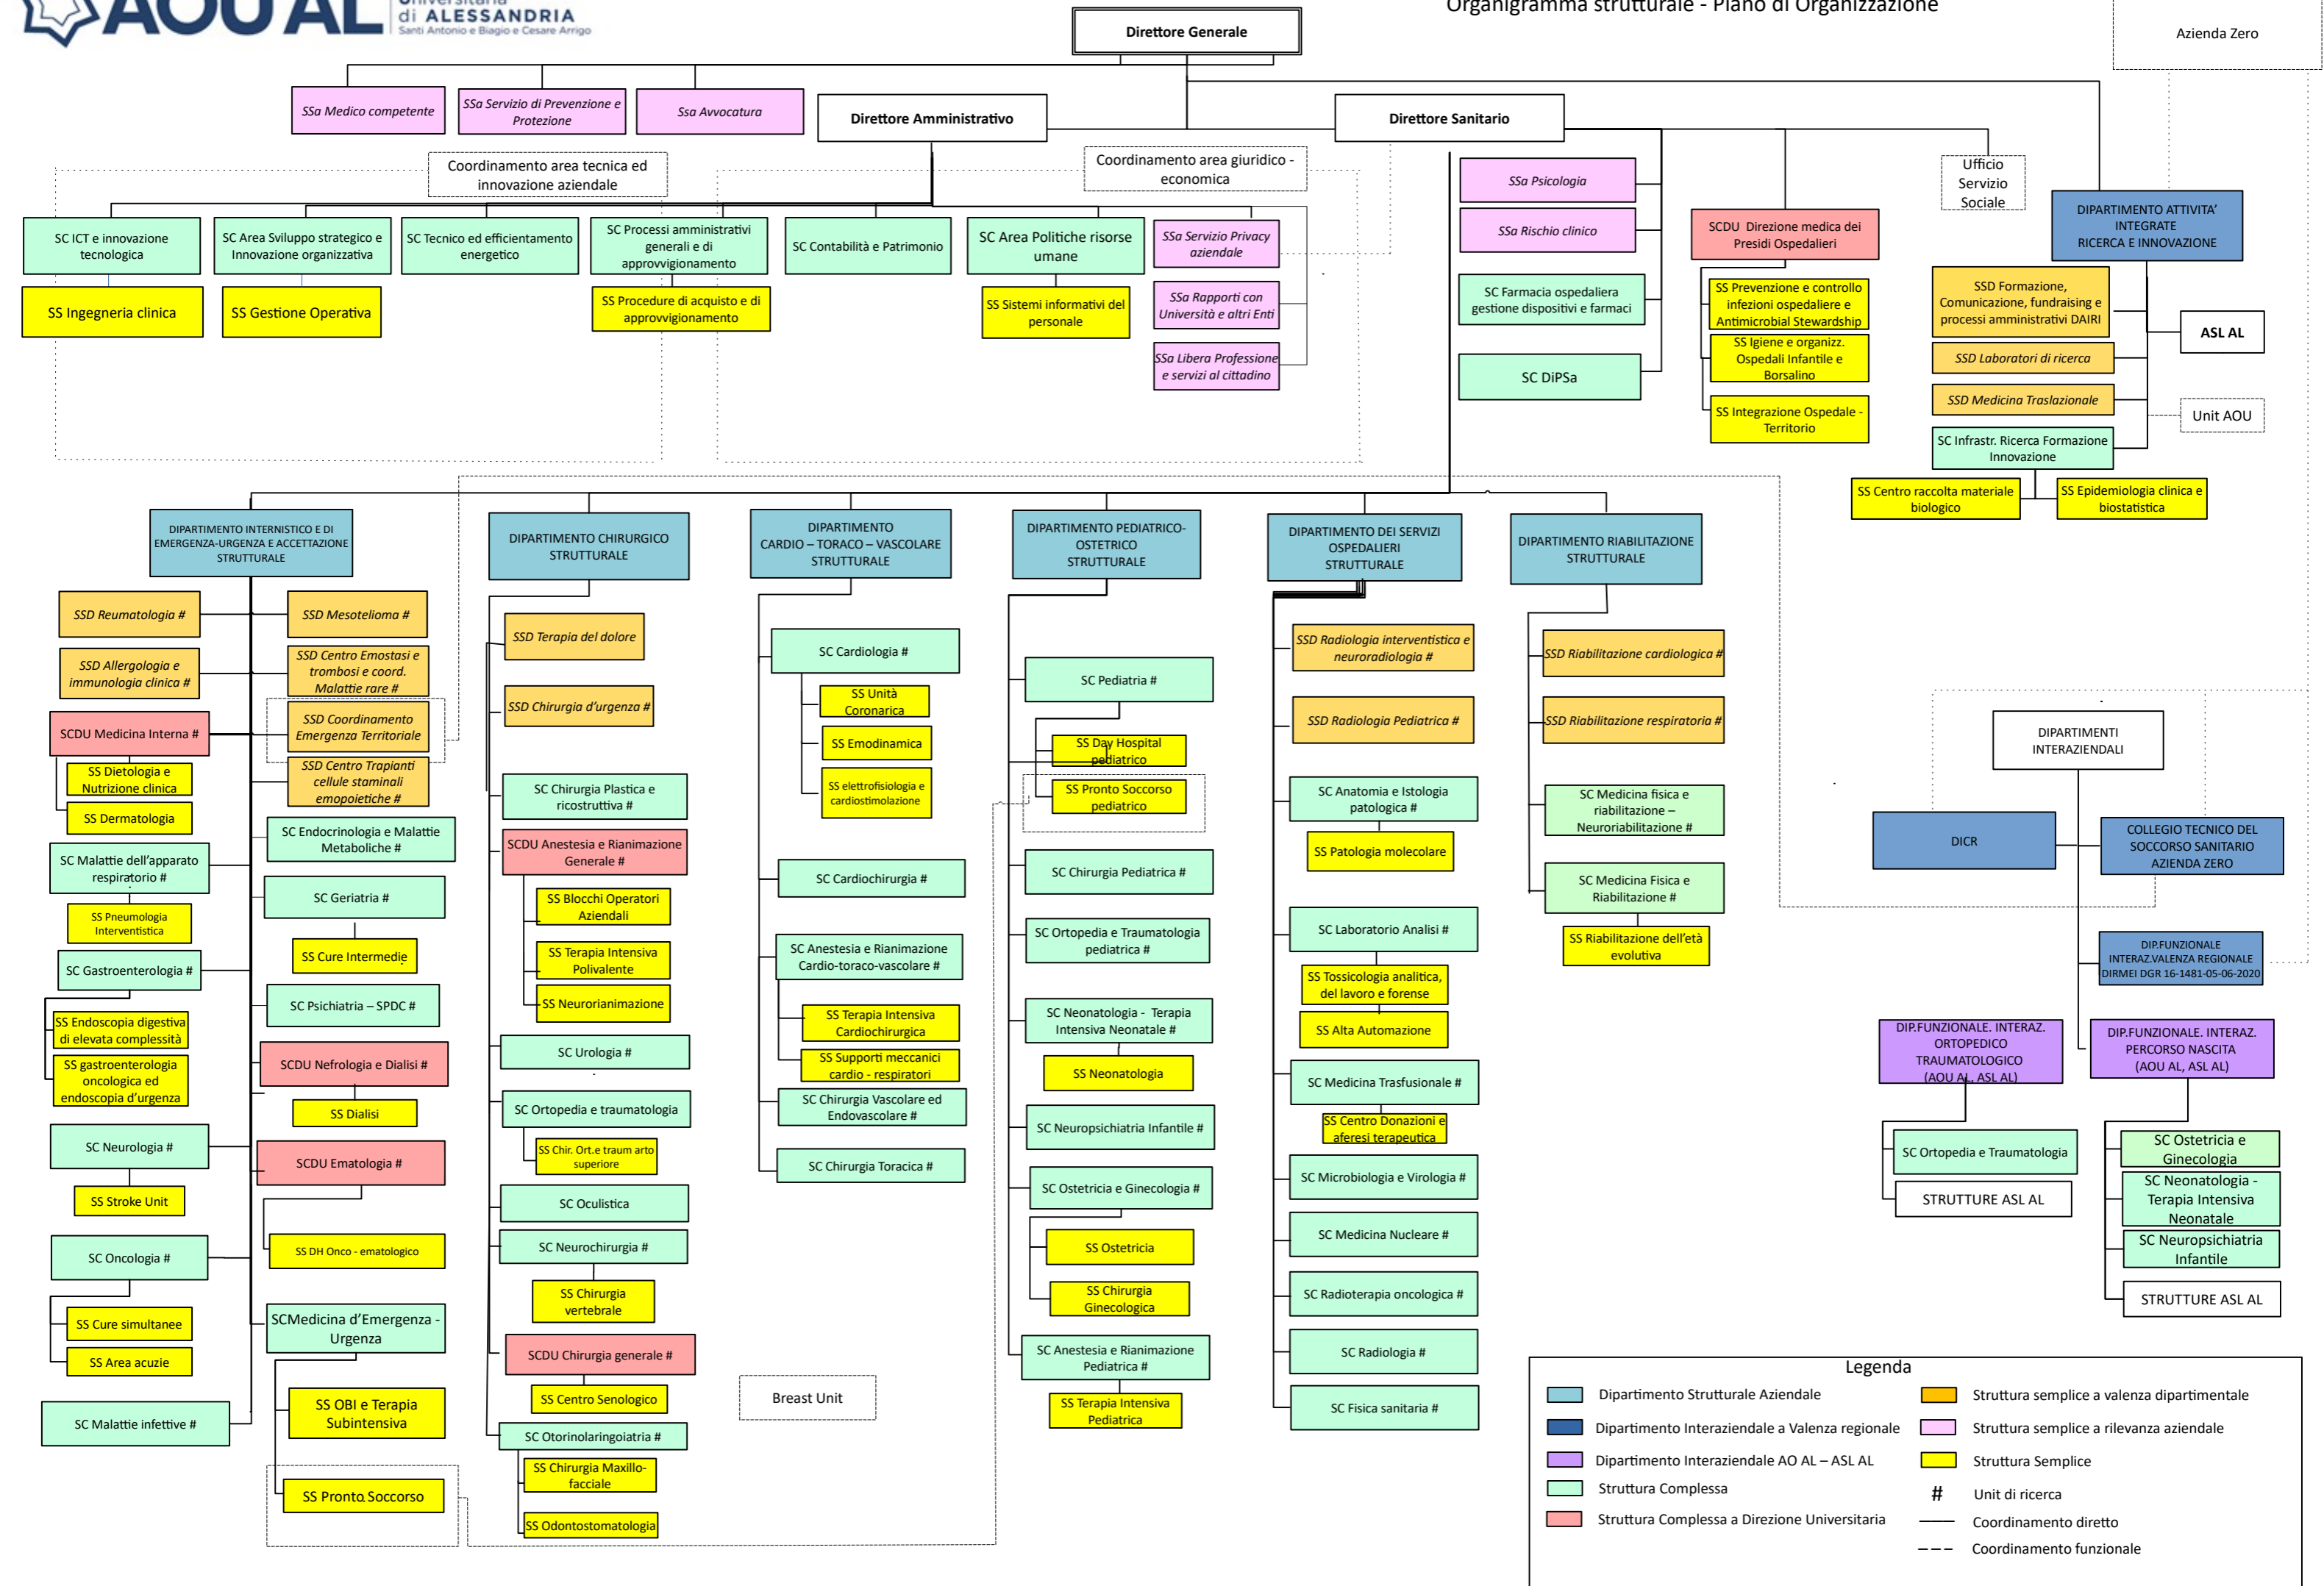 Universitaria
AOU AL
di ALESSANDRIA
Santi Antonio e Biagio e Cesare Arrigo
Organigramma strutturale - Piano di Organizzazione
Direttore Generale
Azienda Zero
SSa Medico competente
SSa Servizio di Prevenzione e
Protezione
Ssa Avvocatura
Direttore Amministrativo
Direttore Sanitario
Coordinamento area tecnica ed
innovazione aziendale
Coordinamento area giuridico -
economica
SSa Psicologia
SSa Rischio clinico
Ufficio
Servizio
Sociale
SC ICT e innovazione
tecnologica
SC Area Sviluppo strategico e
Innovazione organizzativa
SC Tecnico ed efficientamento
energetico
SC Processi amministrativi
generali e di
approvvigionamento
SC Contabilità e Patrimonio
SC Area Politiche risorse
umane
SSa Servizio Privacy
aziendale
SCDU Direzione medica dei
Presidi Ospedalieri
DIPARTIMENTO ATTIVITA'
INTEGRATE
RICERCA E INNOVAZIONE
SS Ingegneria clinica
SS Gestione Operativa
SS Procedure di acquisto e di
approvvigionamento
SS Sistemi informativi del
personale
SSa Rapporti con
Università e altri Enti
SSa Libera Professione
e servizi al cittadino
SC Farmacia ospedaliera
gestione dispositivi e farmaci
SC DiPSa
SS Prevenzione e controllo
infezioni ospedaliere e
Antimicrobial Stewardship
SS Igiene e organizz.
Ospedali Infantile e
Borsalino
SS Integrazione Ospedale -
Territorio
SSD Formazione,
Comunicazione, fundraising e
processi amministrativi DAIRI
ASL AL
SSD Laboratori di ricerca
SSD Medicina Traslazionale
Unit AOU
SC Infrastr. Ricerca Formazione
Innovazione
SS Centro raccolta materiale
biologico
SS Epidemiologia clinica e
biostatistica
DIPARTIMENTO INTERNISTICO E DI
EMERGENZA-URGENZA E ACCETTAZIONE
STRUTTURALE
DIPARTIMENTO CHIRURGICO
STRUTTURALE
DIPARTIMENTO
CARDIO – TORACO – VASCOLARE
STRUTTURALE
DIPARTIMENTO PEDIATRICO-
OSTETRICO
STRUTTURALE
DIPARTIMENTO DEI SERVIZI
OSPEDALIERI
STRUTTURALE
DIPARTIMENTO RIABILITAZIONE
STRUTTURALE
SSD Reumatologia #
SSD Mesotelioma #
SSD Allergologia e
immunologia clinica #
SSD Centro Emostasi e
trombosi e coord.
Malattie rare #
SCDU Medicina Interna #
SSD Coordinamento
Emergenza Territoriale
SS Dietologia e
Nutrizione clinica
SS Dermatologia
SSD Centro Trapianti
cellule staminali
emopoietiche #
SC Endocrinologia e Malattie
Metaboliche #
SC Malattie dell'apparato
respiratorio #
SS Pneumologia
Interventistica
SC Geriatria #
SS Cure Intermedie
SC Gastroenterologia #
SS Endoscopia digestiva
di elevata complessità
SS gastroenterologia
oncologica ed
endoscopia d'urgenza
SC Psichiatria – SPDC #
SCDU Nefrologia e Dialisi #
SS Dialisi
SC Neurologia #
SS Stroke Unit
SCDU Ematologia #
SS DH Onco - ematologico
SC Oncologia #
SS Cure simultanee
SS Area acuzie
SCMedicina d'Emergenza -
Urgenza
SS OBI e Terapia
Subintensiva
SC Malattie infettive #
SS Pronto Soccorso
SSD Terapia del dolore
SSD Chirurgia d'urgenza #
SC Chirurgia Plastica e
ricostruttiva #
SCDU Anestesia e Rianimazione
Generale #
SS Blocchi Operatori
Aziendali
SS Terapia Intensiva
Polivalente
SS Neurorianimazione
SC Urologia #
SC Ortopedia e traumatologia
SS Chir. Ort.e traum arto
superiore
SC Oculistica
SC Neurochirurgia #
SS Chirurgia
vertebrale
SCDU Chirurgia generale #
SS Centro Senologico
SC Otorinolaringoiatria #
SS Chirurgia Maxillo-
facciale
SS Odontostomatologia
SC Cardiologia #
SS Unità
Coronarica
SS Emodinamica
SS elettrofisiologia e
cardiostimolazione
SC Cardiochirurgia #
SC Anestesia e Rianimazione
Cardio-toraco-vascolare #
SS Terapia Intensiva
Cardiochirurgica
SS Supporti meccanici
cardio - respiratori
SC Chirurgia Vascolare ed
Endovascolare #
SC Chirurgia Toracica #
Breast Unit
SC Pediatria #
SS Day Hospital
pediatrico
SS Pronto Soccorso
pediatrico
SC Chirurgia Pediatrica #
SC Ortopedia e Traumatologia
pediatrica #
SC Neonatologia - Terapia
Intensiva Neonatale #
SS Neonatologia
SC Neuropsichiatria Infantile #
SC Ostetricia e Ginecologia #
SS Ostetricia
SS Chirurgia
Ginecologica
SC Anestesia e Rianimazione
Pediatrica #
SS Terapia Intensiva
Pediatrica
SSD Radiologia interventistica e
neuroradiologia #
SSD Radiologia Pediatrica #
SC Anatomia e Istologia
patologica #
SS Patologia molecolare
SC Laboratorio Analisi #
SS Tossicologia analitica,
del lavoro e forense
SS Alta Automazione
SC Medicina Trasfusionale #
SS Centro Donazioni e
aferesi terapeutica
SC Microbiologia e Virologia #
SC Medicina Nucleare #
SC Radioterapia oncologica #
SC Radiologia #
SC Fisica sanitaria #
SSD Riabilitazione cardiologica #
SSD Riabilitazione respiratoria #
SC Medicina fisica e
riabilitazione –
Neuroriabilitazione #
SC Medicina Fisica e
Riabilitazione #
SS Riabilitazione dell'età
evolutiva
DIPARTIMENTI
INTERAZIENDALI
DICR
COLLEGIO TECNICO DEL
SOCCORSO SANITARIO
AZIENDA ZERO
DIP.FUNZIONALE
INTERAZ.VALENZA REGIONALE
DIRMEI DGR 16-1481-05-06-2020
DIP.FUNZIONALE. INTERAZ.
ORTOPEDICO
TRAUMATOLOGICO
(AOU AL, ASL AL)
DIP.FUNZIONALE. INTERAZ.
PERCORSO NASCITA
(AOU AL, ASL AL)
SC Ortopedia e Traumatologia
STRUTTURE ASL AL
SC Ostetricia e
Ginecologia
SC Neonatologia -
Terapia Intensiva
Neonatale
SC Neuropsichiatria
Infantile
STRUTTURE ASL AL
Legenda
Dipartimento Strutturale Aziendale
Dipartimento Interaziendale a Valenza regionale
Dipartimento Interaziendale AO AL – ASL AL
Struttura Complessa
Struttura Complessa a Direzione Universitaria
Struttura semplice a valenza dipartimentale
Struttura semplice a rilevanza aziendale
Struttura Semplice
# Unit di ricerca
Coordinamento diretto
Coordinamento funzionale